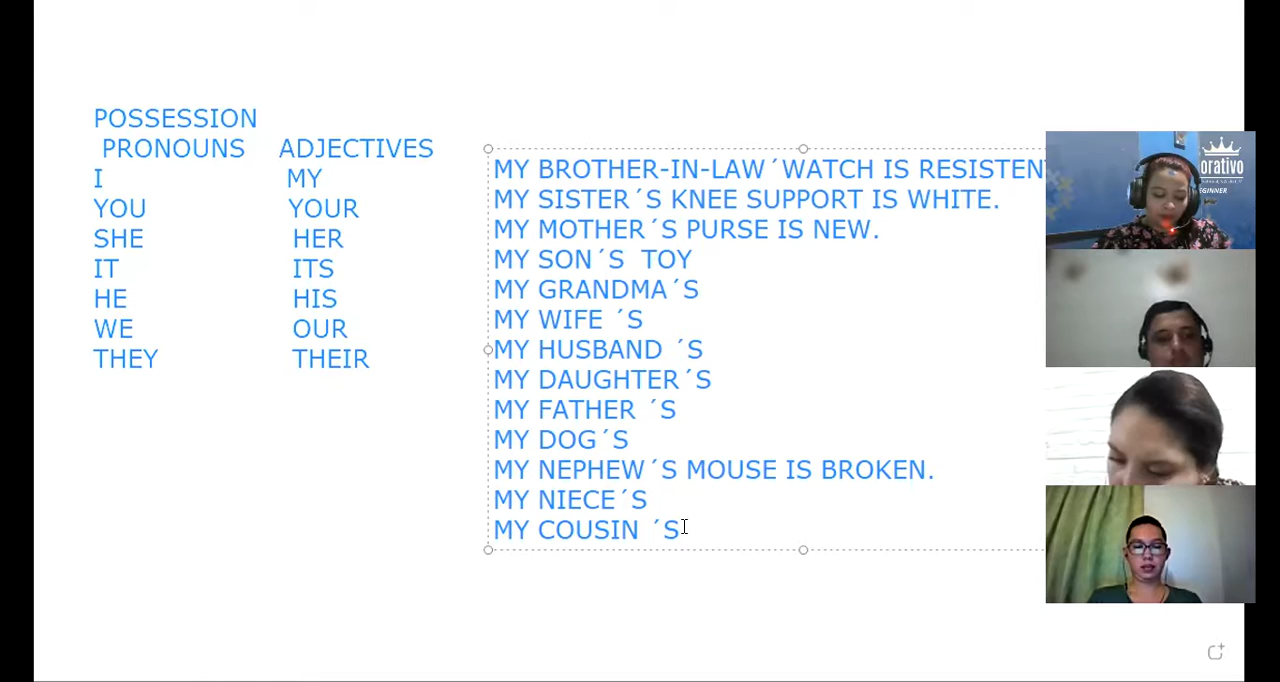 POSSESSION
PRONOUNS ADJECTIVES
I MY
YOU YOUR
SHE HER
IT ITS
HE HIS
WE OUR
THEY THEIR
MY BROTHER-IN-LAW´WATCH IS RESISTENT
MY SISTER´S KNEE SUPPORT IS WHITE.
MY MOTHER´S PURSE IS NEW.
MY SON´S TOY
MY GRANDMA´S
MY WIFE ´S
MY HUSBAND ´S
MY DAUGHTER´S
MY FATHER ´S
MY DOG´S
MY NEPHEW´S MOUSE IS BROKEN.
MY NIECE´S
MY COUSIN ´S
orativo
EGINNER